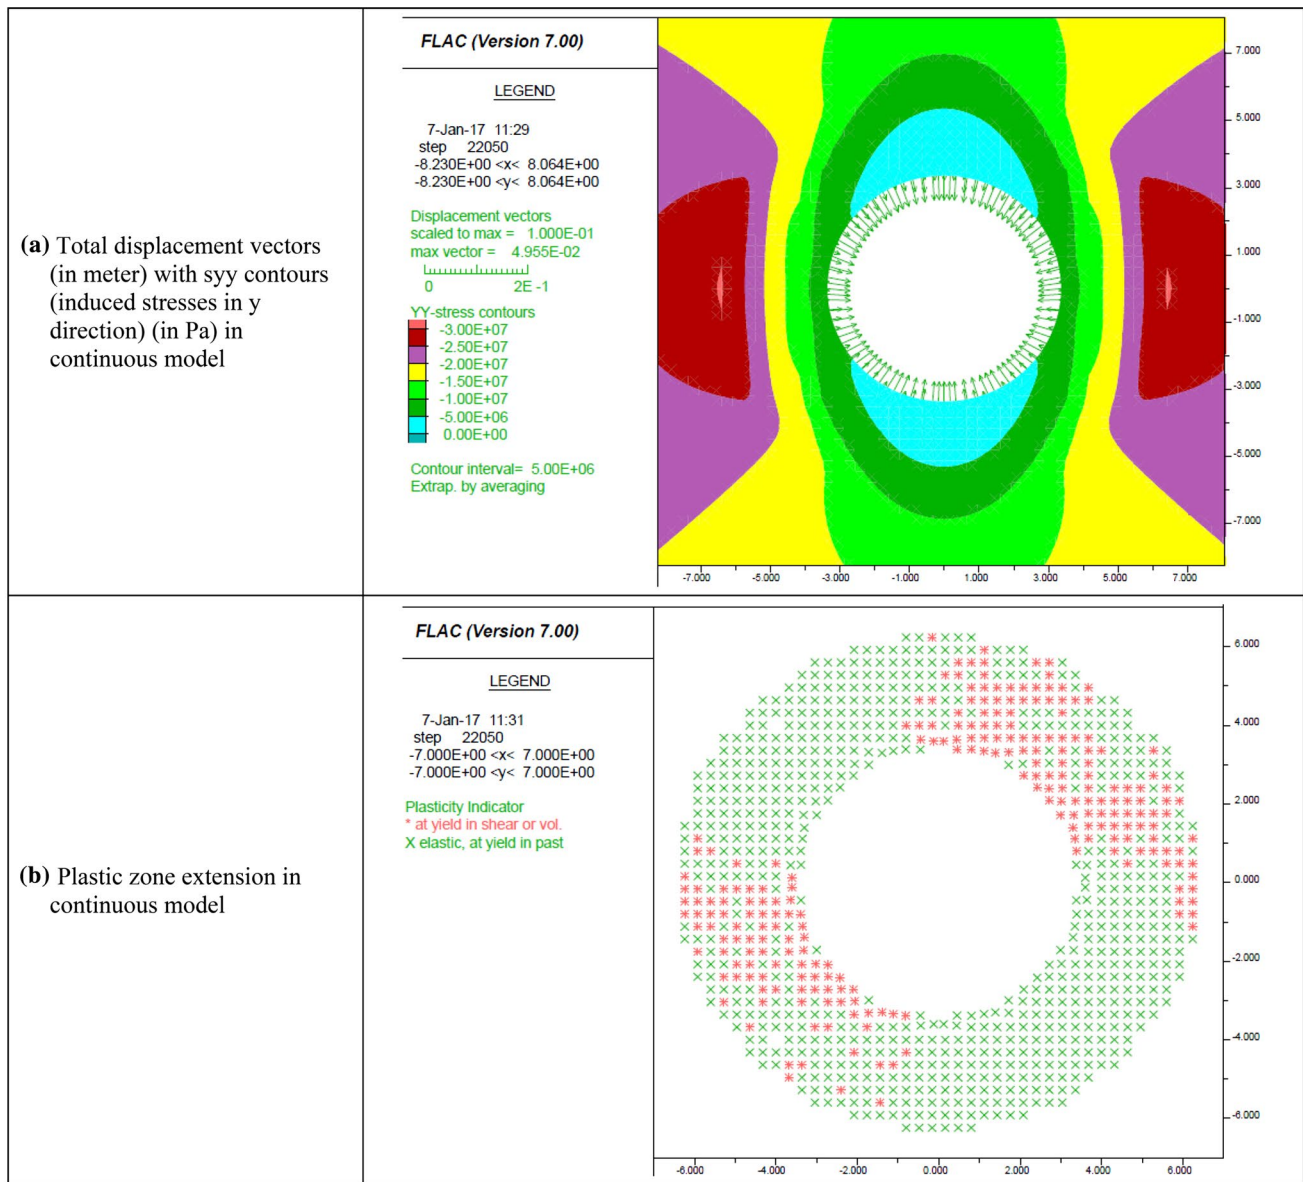 (a) Total displacement vectors
(in meter) with syy contours
(induced stresses in y
direction) (in Pa) in
continuous model
FLAC (Version 7.00)
LEGEND
7-Jan-17 11:29
step 22050
-8.230E+00 <x< 8.064E+00
-8.230E+00 <y< 8.064E+00
Displacement vectors
scaled to max = 1.000E-01
max vector = 4.955E-02
0 2E -1
YY-stress contours
-3.00E+07
-2.50E+07
-2.00E+07
-1.50E+07
-1.00E+07
-5.00E+06
0.00E+00
Contour interval= 5.00E+06
Extrap. by averaging
7.000
5.000
3.000
1.000
-1.000
-3.000
-5.000
-7.000
-7.000 -5.000 -3.000 -1.000 1.000 3.000 5.000 7.000
(b) Plastic zone extension in
continuous model
FLAC (Version 7.00)
LEGEND
7-Jan-17 11:31
step 22050
-7.000E+00 <x< 7.000E+00
-7.000E+00 <y< 7.000E+00
Plasticity Indicator
* at yield in shear or vol.
X elastic, at yield in past
6.000
4.000
2.000
0.000
-2.000
-4.000
-6.000
-6.000 -4.000 -2.000 0.000 2.000 4.000 6.000